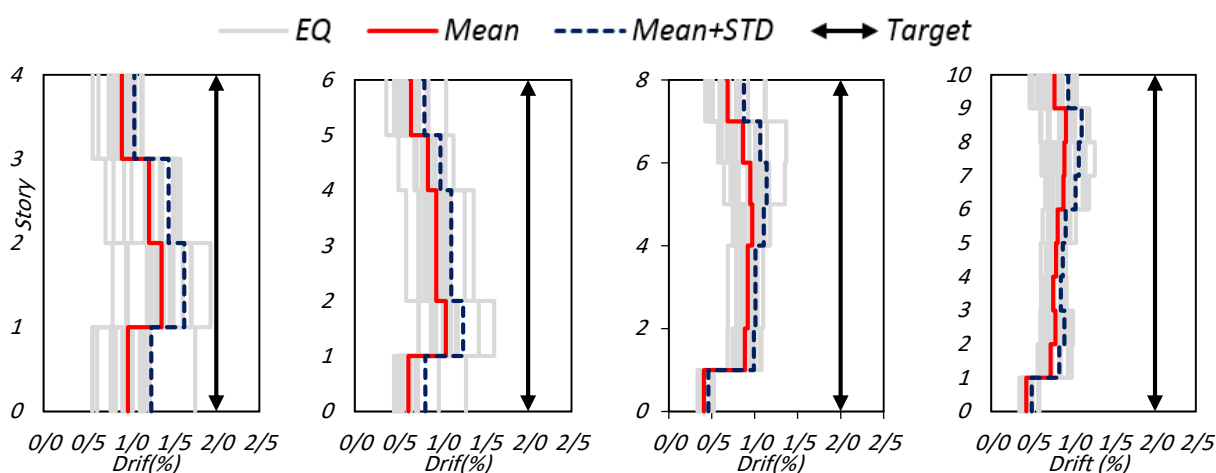 EQ Mean Mean+STD Target
4 6 8 10
9
5 8
3 6 7
4
Story 6
2 3 4 5
4
2 3
1 2 2
1
1
0 0 0 0
0/0 0/5 1/0 1/5 2/0 2/5 0/0 0/5 1/0 1/5 2/0 2/5 0/0 0/5 1/0 1/5 2/0 2/5 0/0 0/5 1/0 1/5 2/0 2/5
Drif(%) Drif(%) Drif(%) Drift (%)